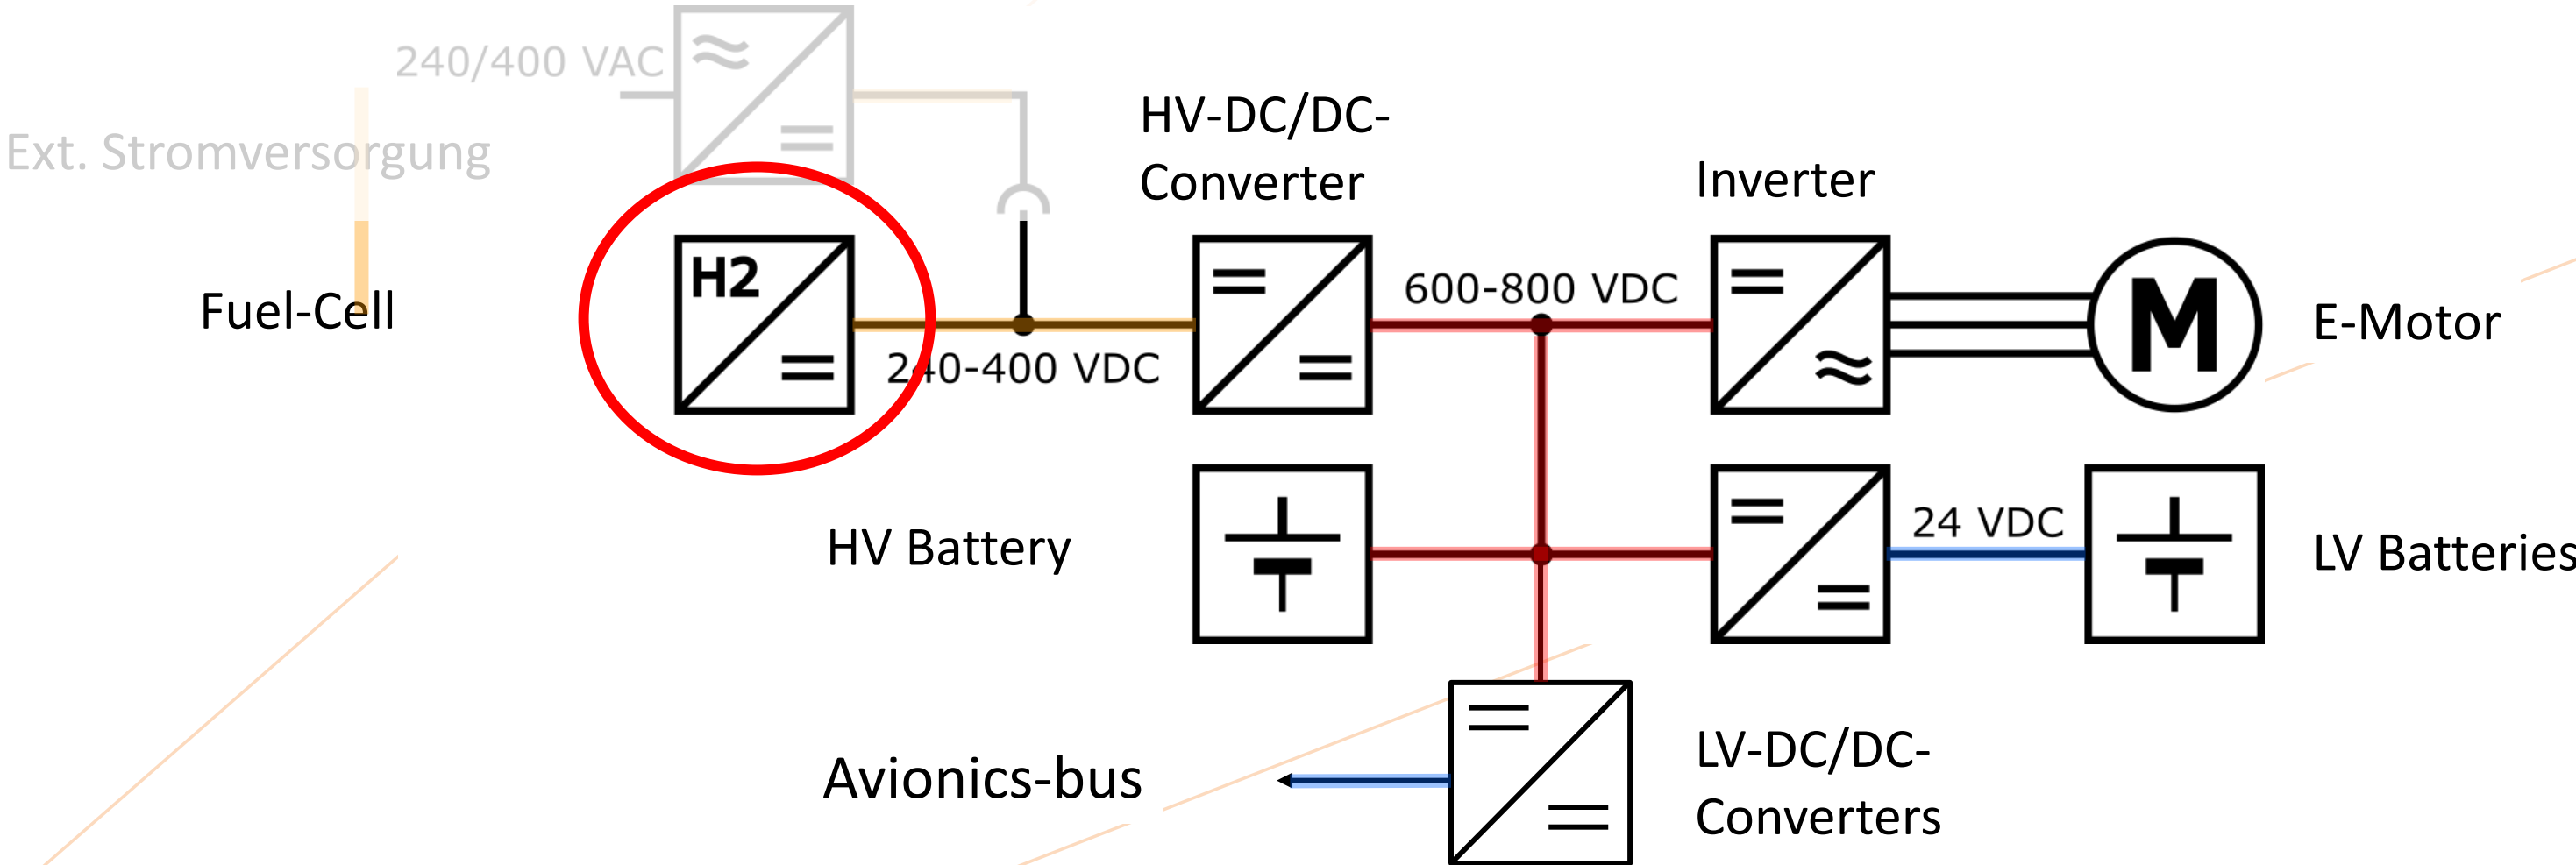 240/400 VAC
Ext. Stromversorgung
HV-DC/DC-
Converter
Inverter
Fuel-Cell
H2
240-400 VDC
600-800 VDC
M
E-Motor
HV Battery
24 VDC
LV Batteries
Avionics-bus
LV-DC/DC-
Converters